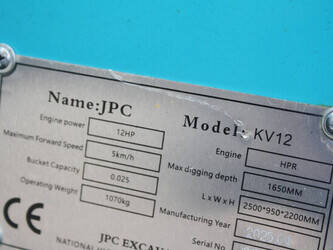 Name:JPC
Model: KV12
Engine power 12HP
Maximum Forward Speed 5km/h
Bucket Capacity 0.025
Operating Weight 1070kg
Engine HPR
Max digging depth 1650MM
L x W x H 2500*950*2200MM
Manufacturing Year
Serial No
CE
JPC EXCAV